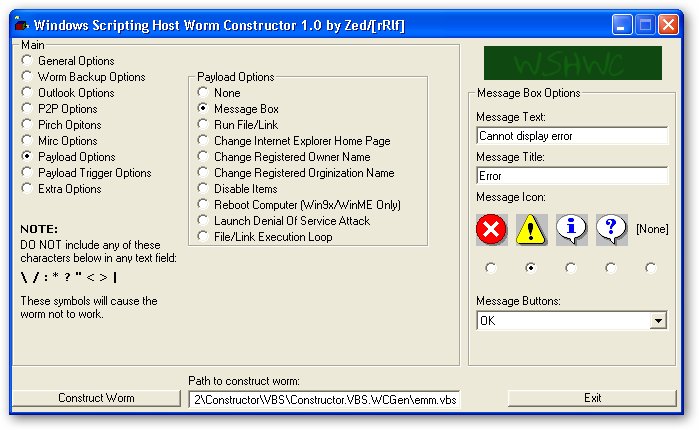 Windows Scripting Host Worm Constructor 1.0 by Zed/[rRlf]
Main
General Options
Worm Backup Options
Outlook Options
P2P Options
Pirch Options
Mirc Options
Payload Options
Payload Trigger Options
Extra Options
NOTE:
DO NOT include any of these
characters below in any text field:
\ / : * ? " < > |
These symbols will cause the
worm not to work.
Payload Options
None
Message Box
Run File/Link
Change Internet Explorer Home Page
Change Registered Owner Name
Change Registered Orginization Name
Disable Items
Reboot Computer (Win9x/WinME Only)
Launch Denial Of Service Attack
File/Link Execution Loop
WSHWC
Message Box Options
Message Text:
Cannot display error
Message Title:
Error
Message Icon:
[None]
Message Buttons:
OK
Path to construct worm:
Construct Worm
2\Constructor\VBS\Constructor.VBS.WCGen\emm.vbs
Exit